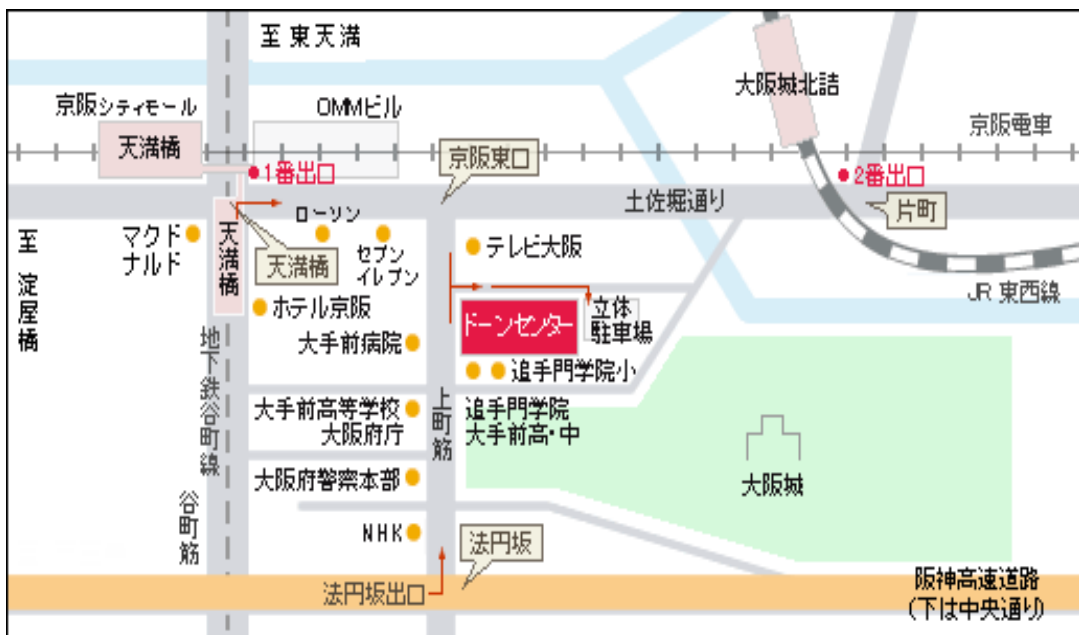 至 東天満
大阪城北詰
京阪シティモール
OMMビル
京阪電車
天満橋
京阪東口
1番出口
2番出口
土佐堀通り
片町
ローソン
至 淀屋橋
マクド
ナルド
天満橋
天満橋
セブン
イレブン
テレビ大阪
JR 東西線
ホテル京阪
立体
駐車場
ドーンセンター
大手前病院
追手門学院小
地下鉄谷町線
大手前高等学校
大阪府庁
上町筋
追手門学院
大手前高・中
大阪府警察本部
大阪城
谷町筋
NHK
法円坂
法円坂出口
阪神高速道路
(下は中央通り)